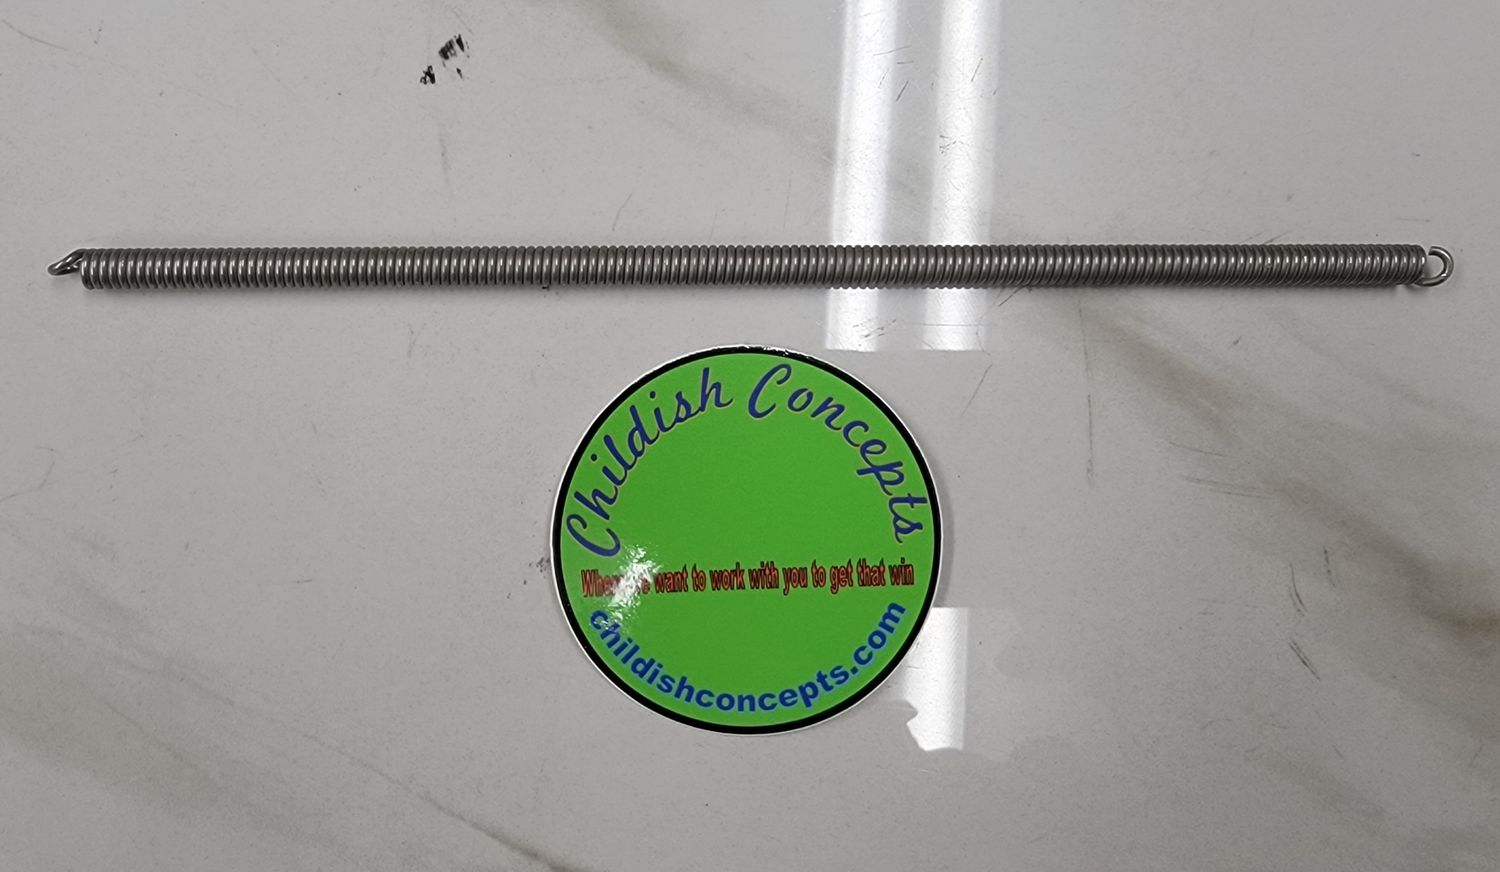 Childish Concepts
want to work with you to get that win
childishconcepts.com